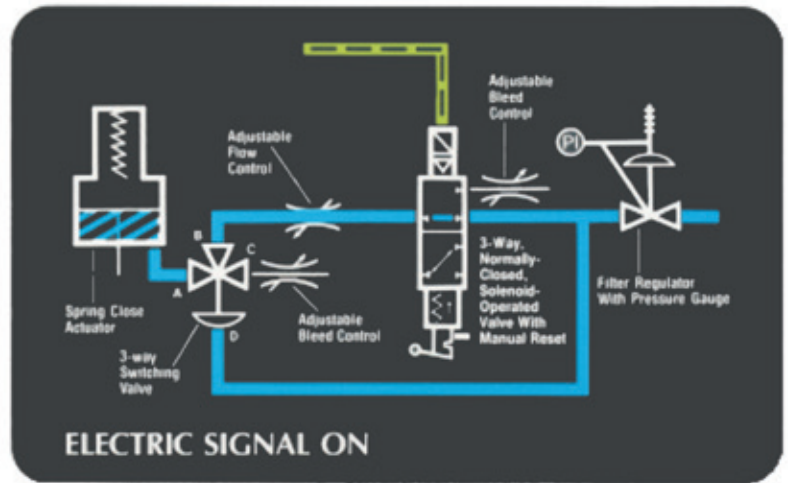 Adjustable
Bleed
Control
Adjustable
Flow
Control
PI
B
C
A
D
3-Way,
Normally-
Closed,
Solenoid-
Operated
Valve With
Manual Reset
Filter Regulator
With Pressure Gauge
Spring Close
Actuator
Adjustable
Bleed Control
3-way
Switching
Valve
ELECTRIC SIGNAL ON